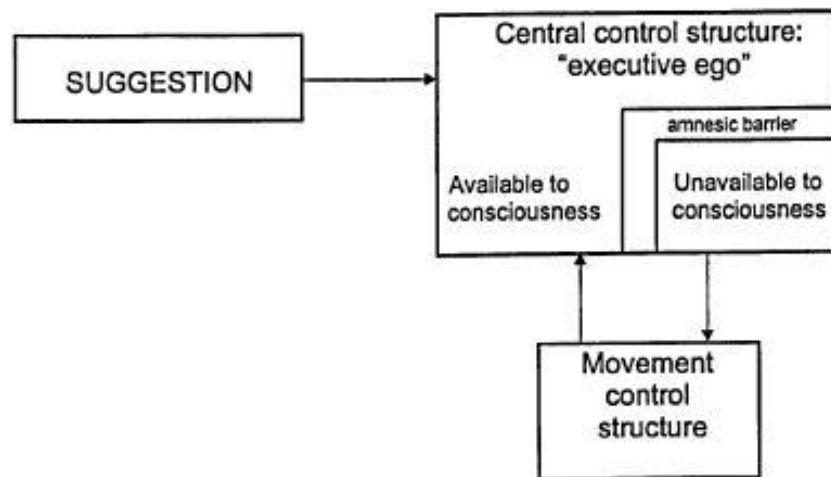 SUGGESTION
Central control structure:
“executive ego”
amnesic barrier
Available to
consciousness
Unavailable to
consciousness
Movement
control
structure